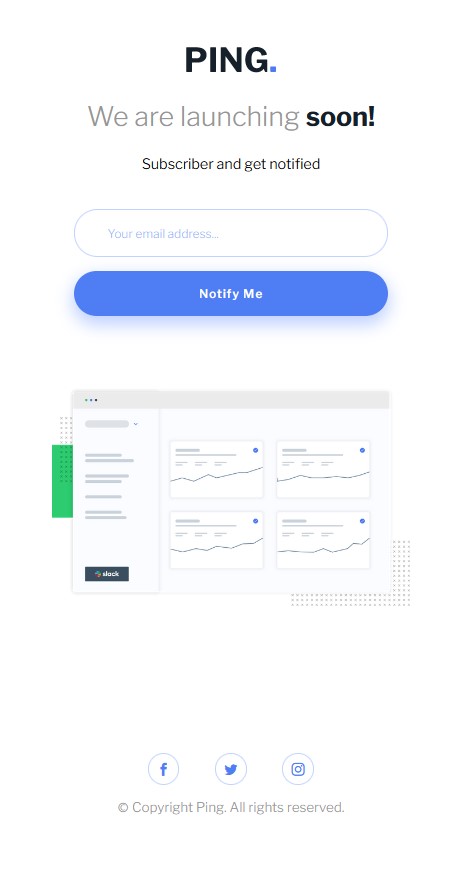 PING.
We are launching soon!
Subscriber and get notified
Your email address...
Notify Me
slack
© Copyright Ping. All rights reserved.